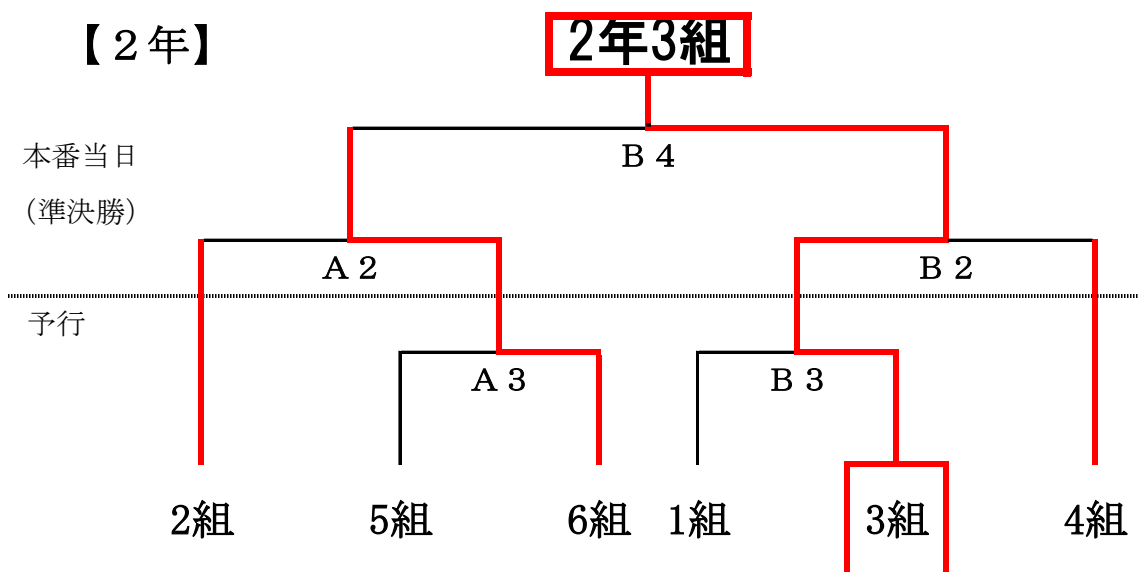 【２年】
2年3組
本番当日
Ｂ４
（準決勝）
Ａ２
Ｂ２
予行
Ａ３
Ｂ３
2組
5組
6組
1組
3組
4組